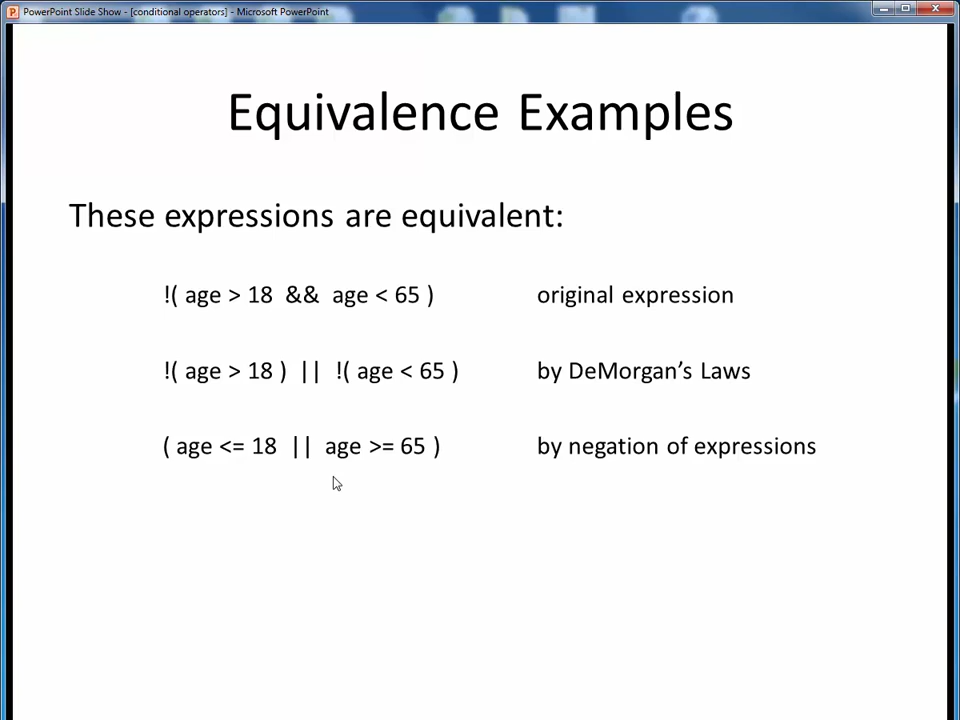 PowerPoint Slide Show - [conditional operators] - Microsoft PowerPoint
Equivalence Examples
These expressions are equivalent:
!( age > 18 && age < 65 ) original expression
!( age > 18 ) || !( age < 65 ) by DeMorgan’s Laws
( age <= 18 || age >= 65 ) by negation of expressions